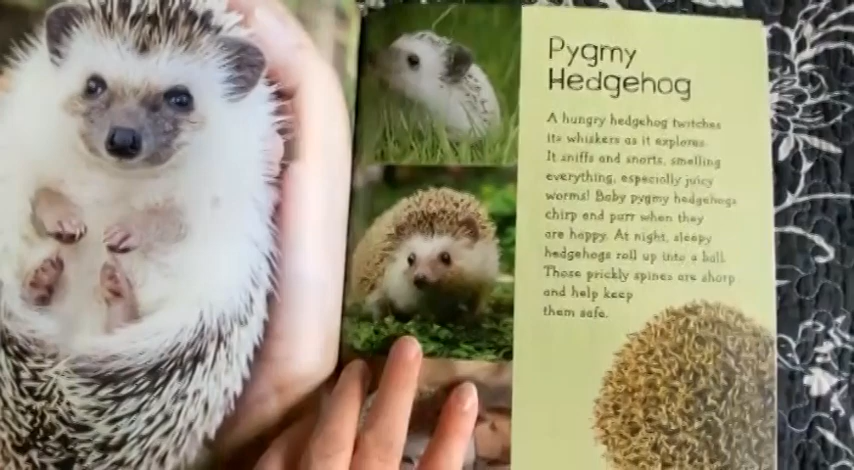 Pygmy
Hedgehog
A hungry hedgehog twitches
its whiskers as it explores.
It sniffs and snorts, smelling
everything, especially juicy
worms! Baby pygmy hedgehogs
chirp and purr when they
are happy. At night, sleepy
hedgehogs roll up into a ball.
Those prickly spines are sharp
and help keep
them safe.